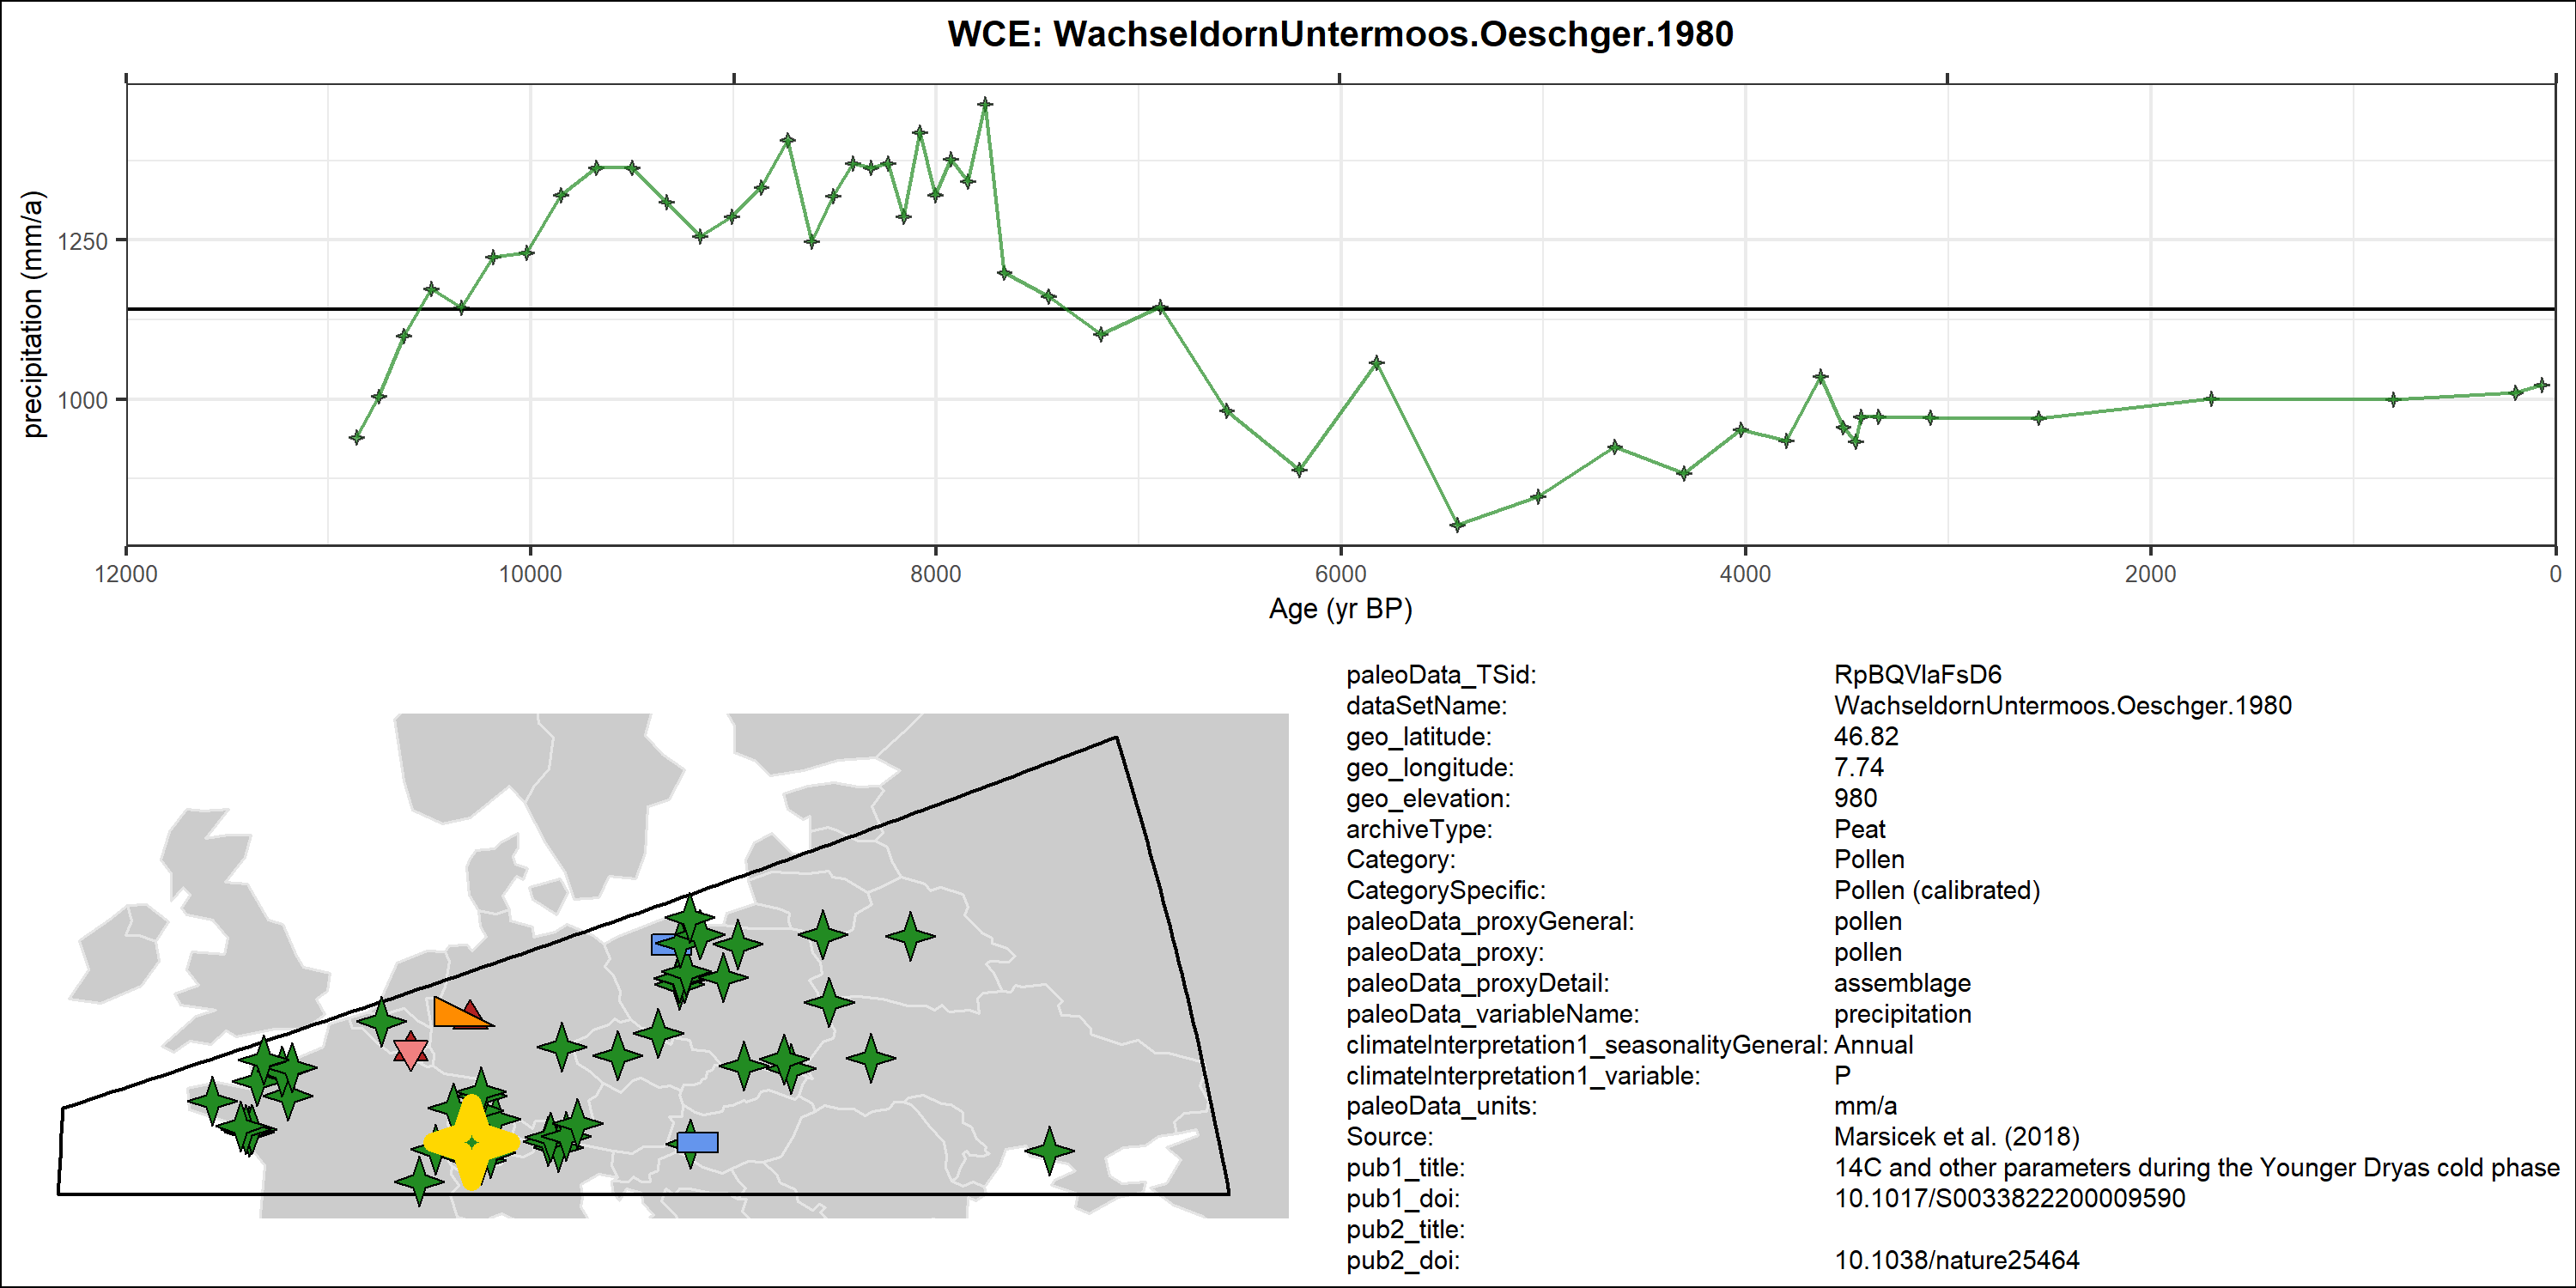 WCE: WachseldornUntermoos.Oeschger.1980
precipitation (mm/a)
1250
1000
12000 10000 8000 6000 4000 2000 0
Age (yr BP)
paleoData_TSid: RpBQVlaFsD6
dataSetName: WachseldornUntermoos.Oeschger.1980
geo_latitude: 46.82
geo_longitude: 7.74
geo_elevation: 980
archiveType: Peat
Category: Pollen
CategorySpecific: Pollen (calibrated)
paleoData_proxyGeneral: pollen
paleoData_proxy: pollen
paleoData_proxyDetail: assemblage
paleoData_variableName: precipitation
climateInterpretation1_seasonalityGeneral: Annual
climateInterpretation1_variable: P
paleoData_units: mm/a
Source: Marsicek et al. (2018)
pub1_title: 14C and other parameters during the Younger Dryas cold phase
pub1_doi: 10.1017/S0033822200009590
pub2_title:
pub2_doi: 10.1038/nature25464